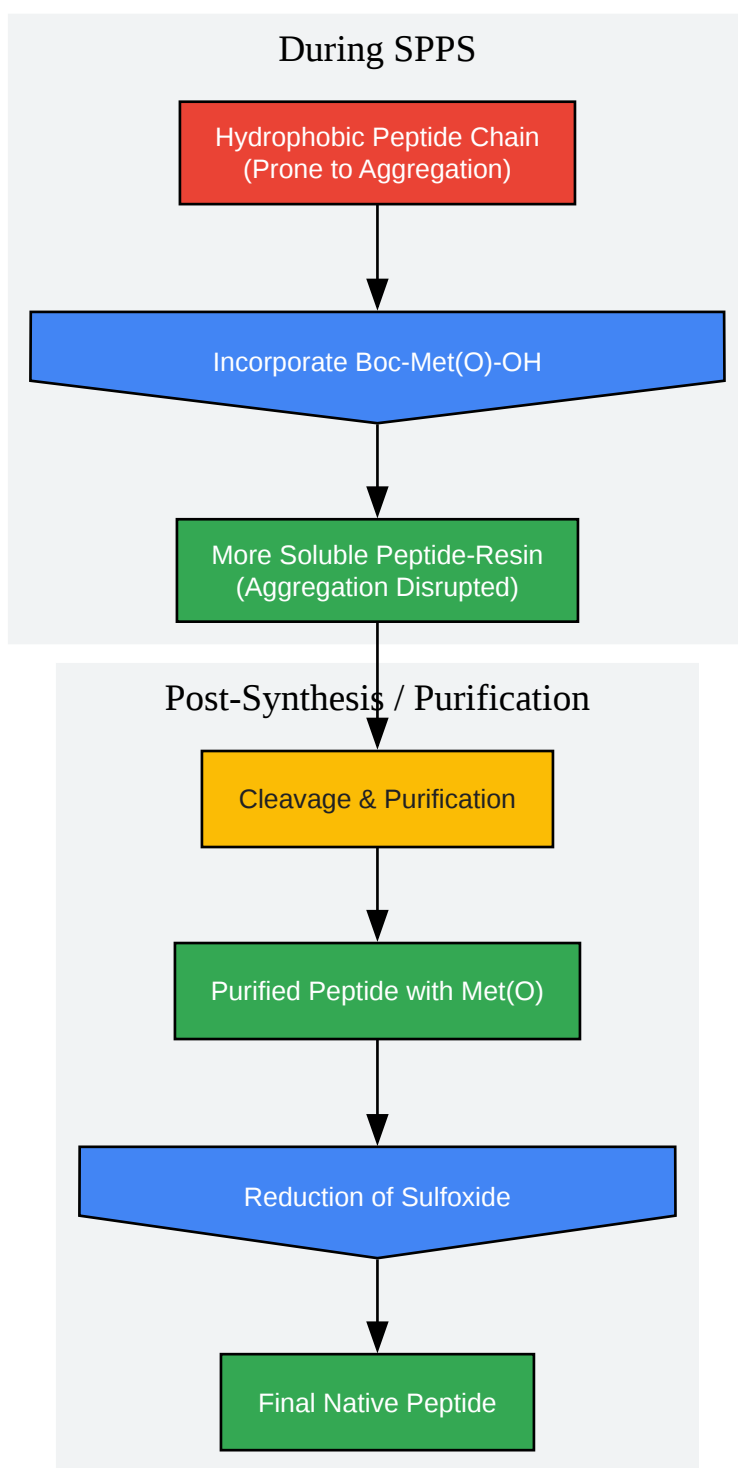 During SPPS
Hydrophobic Peptide Chain
(Prone to Aggregation)
Incorporate Boc-Met(O)-OH
More Soluble Peptide-Resin
(Aggregation Disrupted)
Post-Synthesis / Purification
Cleavage & Purification
Purified Peptide with Met(O)
Reduction of Sulfoxide
Final Native Peptide